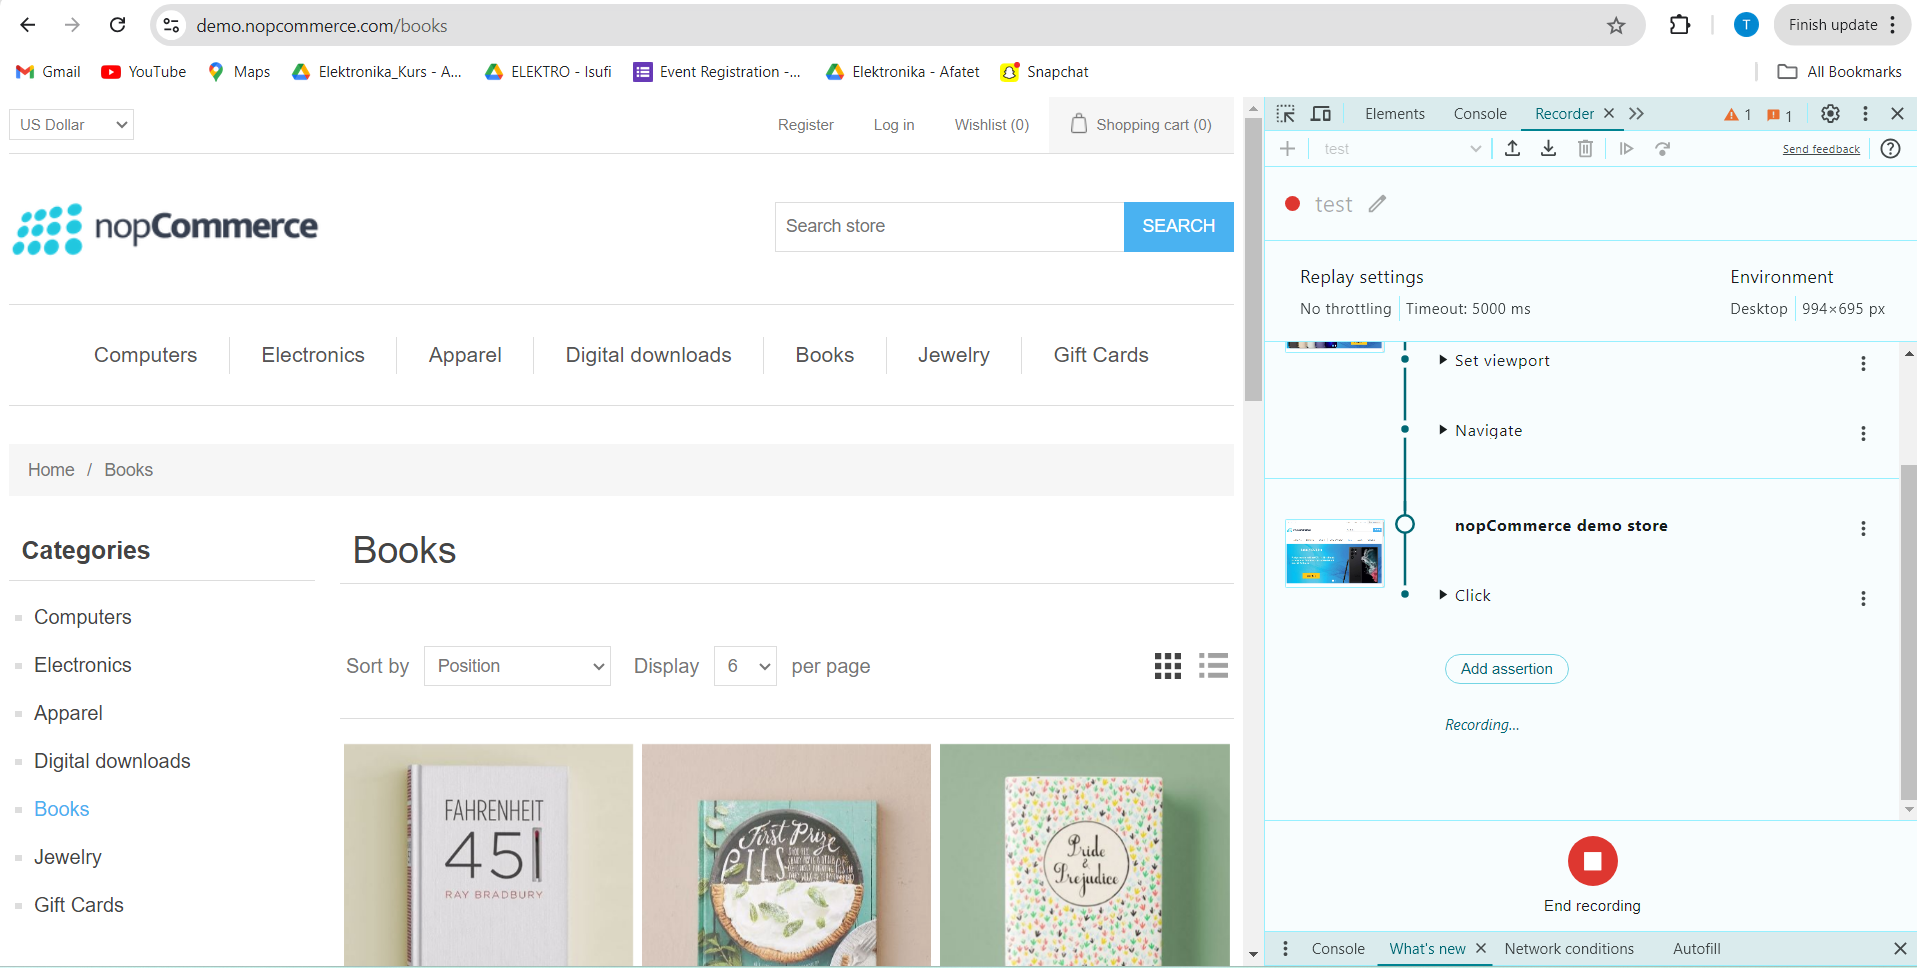 demo.nopcommerce.com/books
T
Finish update
Gmail
YouTube
Maps
Elektronika_Kurs - A...
ELEKTRO - Isufi
Event Registration -...
Elektronika - Afatet
Snapchat
All Bookmarks
US Dollar
Register
Log in
Wishlist (0)
Shopping cart (0)
nopCommerce
Search store
SEARCH
Computers
Electronics
Apparel
Digital downloads
Books
Jewelry
Gift Cards
Home / Books
Categories
Computers
Electronics
Apparel
Digital downloads
Books
Jewelry
Gift Cards
Books
Sort by
Position
Display
6
per page
FAHRENHEIT
451
RAY BRADBURY
First Prize
PIES
Pride
&
Prejudice
Elements
Console
Recorder
1
1
test
Send feedback
test
Replay settings
No throttling
Timeout: 5000 ms
Environment
Desktop
994×695 px
Set viewport
Navigate
nopCommerce demo store
Click
Add assertion
Recording...
End recording
Console
What's new
Network conditions
Autofill